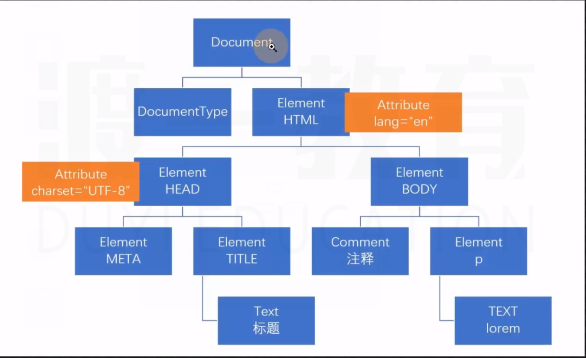 Document
DocumentType
Element
HTML
Attribute
lang="en"
Attribute
charset="UTF-8"
Element
HEAD
Element
BODY
Element
META
Element
TITLE
Comment
注释
Element
p
Text
标题
TEXT
lorem
渡一教育
DUYI EDUCATION